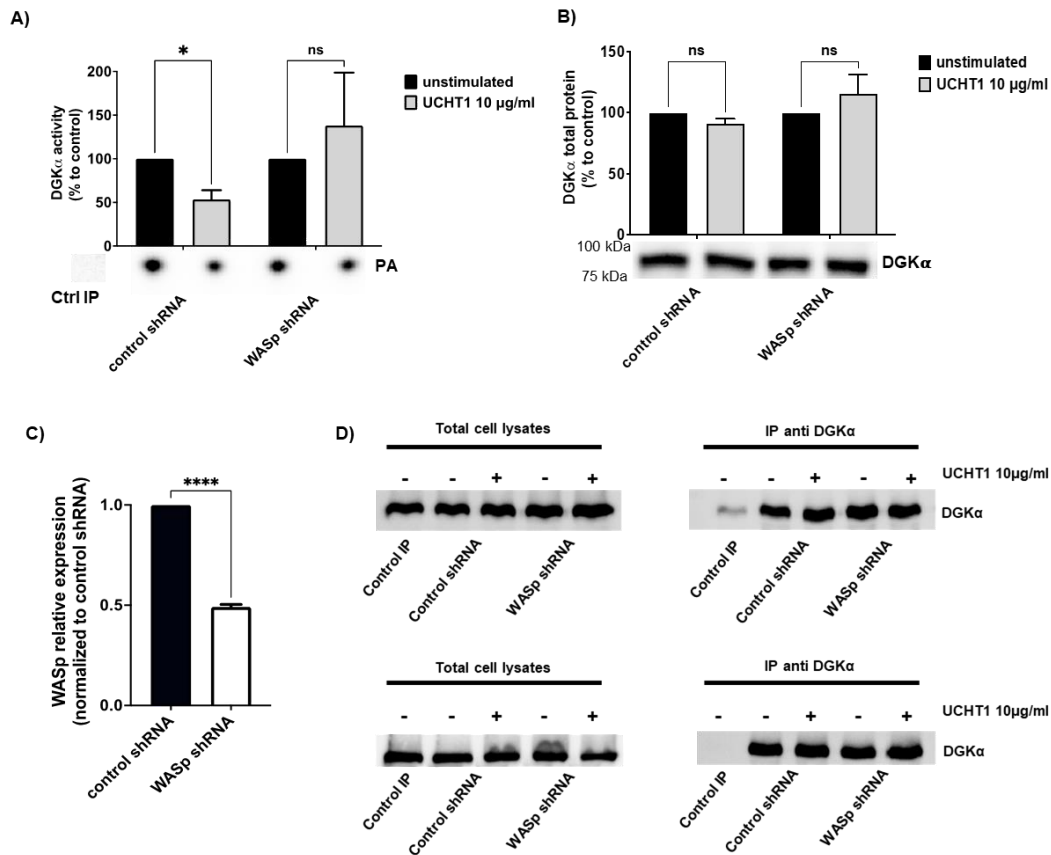 A)
*
ns
200
150
100
50
0
DGKα activity
(% to control)
unstimulated
UCHT1 10 µg/ml
Ctrl IP
PA
control shRNA
WASp shRNA
B)
ns
ns
150
100
50
0
DGKα total protein
(% to control)
unstimulated
UCHT1 10 µg/ml
100 kDa
75 kDa
DGKα
control shRNA
WASp shRNA
C)
****
1.0
0.5
0.0
WASp relative expression
(normalized to control shRNA)
control shRNA
WASp shRNA
D)
Total cell lysates
- - + - +
Control IP
Control shRNA
WASp shRNA
IP anti DGKα
- - + - +
UCHT1 10µg/ml
DGKα
Control IP
Control shRNA
WASp shRNA
Total cell lysates
- - + - +
Control IP
Control shRNA
WASp shRNA
IP anti DGKα
- - + - +
UCHT1 10µg/ml
DGKα
Control IP
Control shRNA
WASp shRNA